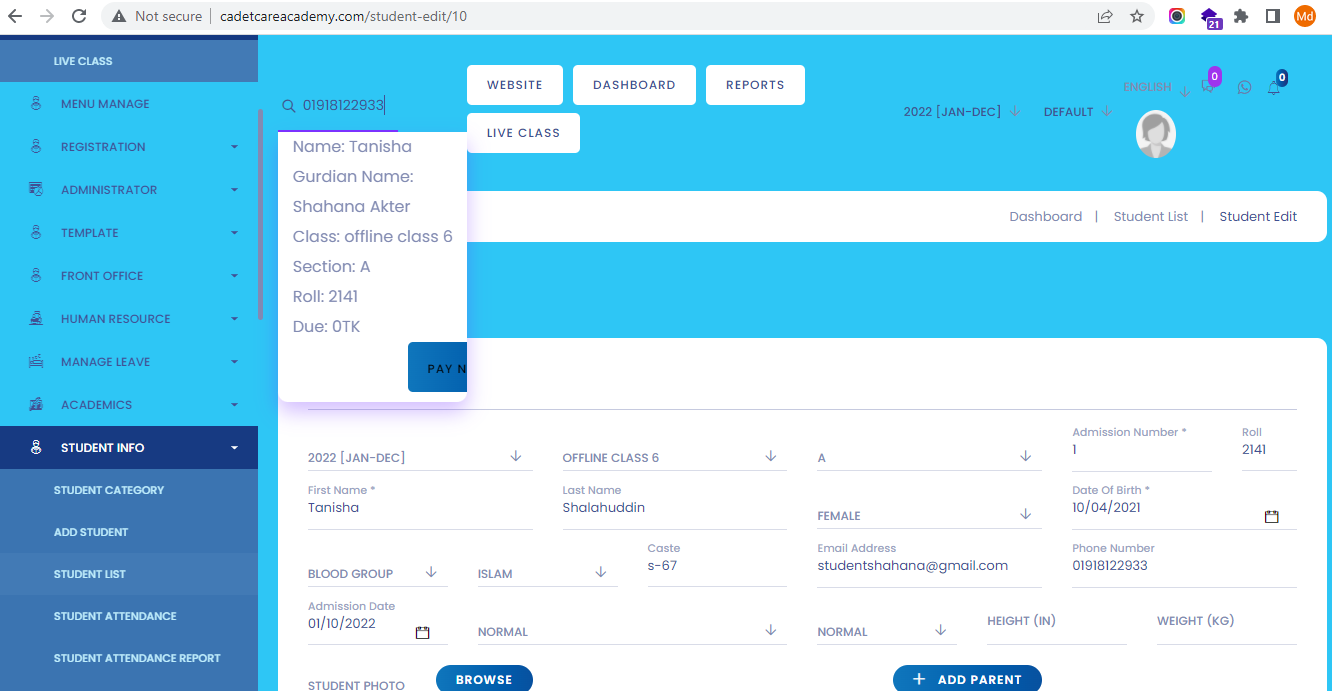 Not secure | cadetcareacademy.com/student-edit/10
21
Md
LIVE CLASS
MENU MANAGE
REGISTRATION
ADMINISTRATOR
TEMPLATE
FRONT OFFICE
HUMAN RESOURCE
MANAGE LEAVE
ACADEMICS
STUDENT INFO
STUDENT CATEGORY
ADD STUDENT
STUDENT LIST
STUDENT ATTENDANCE
STUDENT ATTENDANCE REPORT
01918122933
WEBSITE DASHBOARD REPORTS
LIVE CLASS
2022 [JAN-DEC] DEFAULT
ENGLISH 0 0
Name: Tanisha
Gurdian Name:
Shahana Akter
Class: offline class 6
Section: A
Roll: 2141
Due: 0TK
PAY N
Dashboard | Student List | Student Edit
2022 [JAN-DEC] OFFLINE CLASS 6 A
Admission Number *
1
Roll
2141
First Name *
Tanisha
Last Name
Shalahuddin
FEMALE
Date Of Birth *
10/04/2021
BLOOD GROUP ISLAM
Caste
s-67
Email Address
studentshahana@gmail.com
Phone Number
01918122933
Admission Date
01/10/2022
NORMAL NORMAL HEIGHT (IN) WEIGHT (KG)
STUDENT PHOTO BROWSE + ADD PARENT